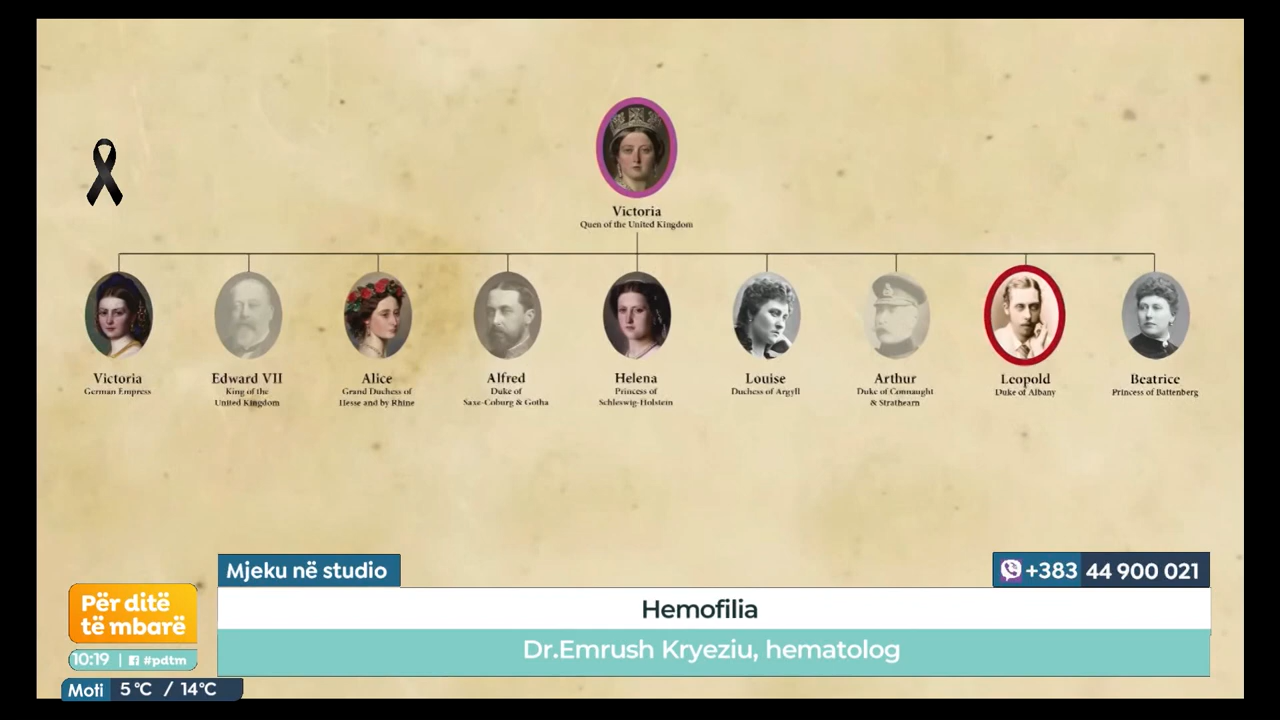 Victoria
Quen of the United Kingdom
Victoria
German Empress
Edward VII
King of the
United Kingdom
Alice
Grand Duchess of
Hesse and by Rhine
Alfred
Duke of
Saxe-Coburg & Gotha
Helena
Princess of
Schleswig-Holstein
Louise
Duchess of Argyll
Arthur
Duke of Connaught
& Strathearn
Leopold
Duke of Albany
Beatrice
Princess of Battenberg
Mjeku në studio
+383 44 900 021
Hemofilia
Dr.Emrush Kryeziu, hematolog
Për ditë
të mbarë
10:19 | #pdtm
Moti 5°C / 14°C